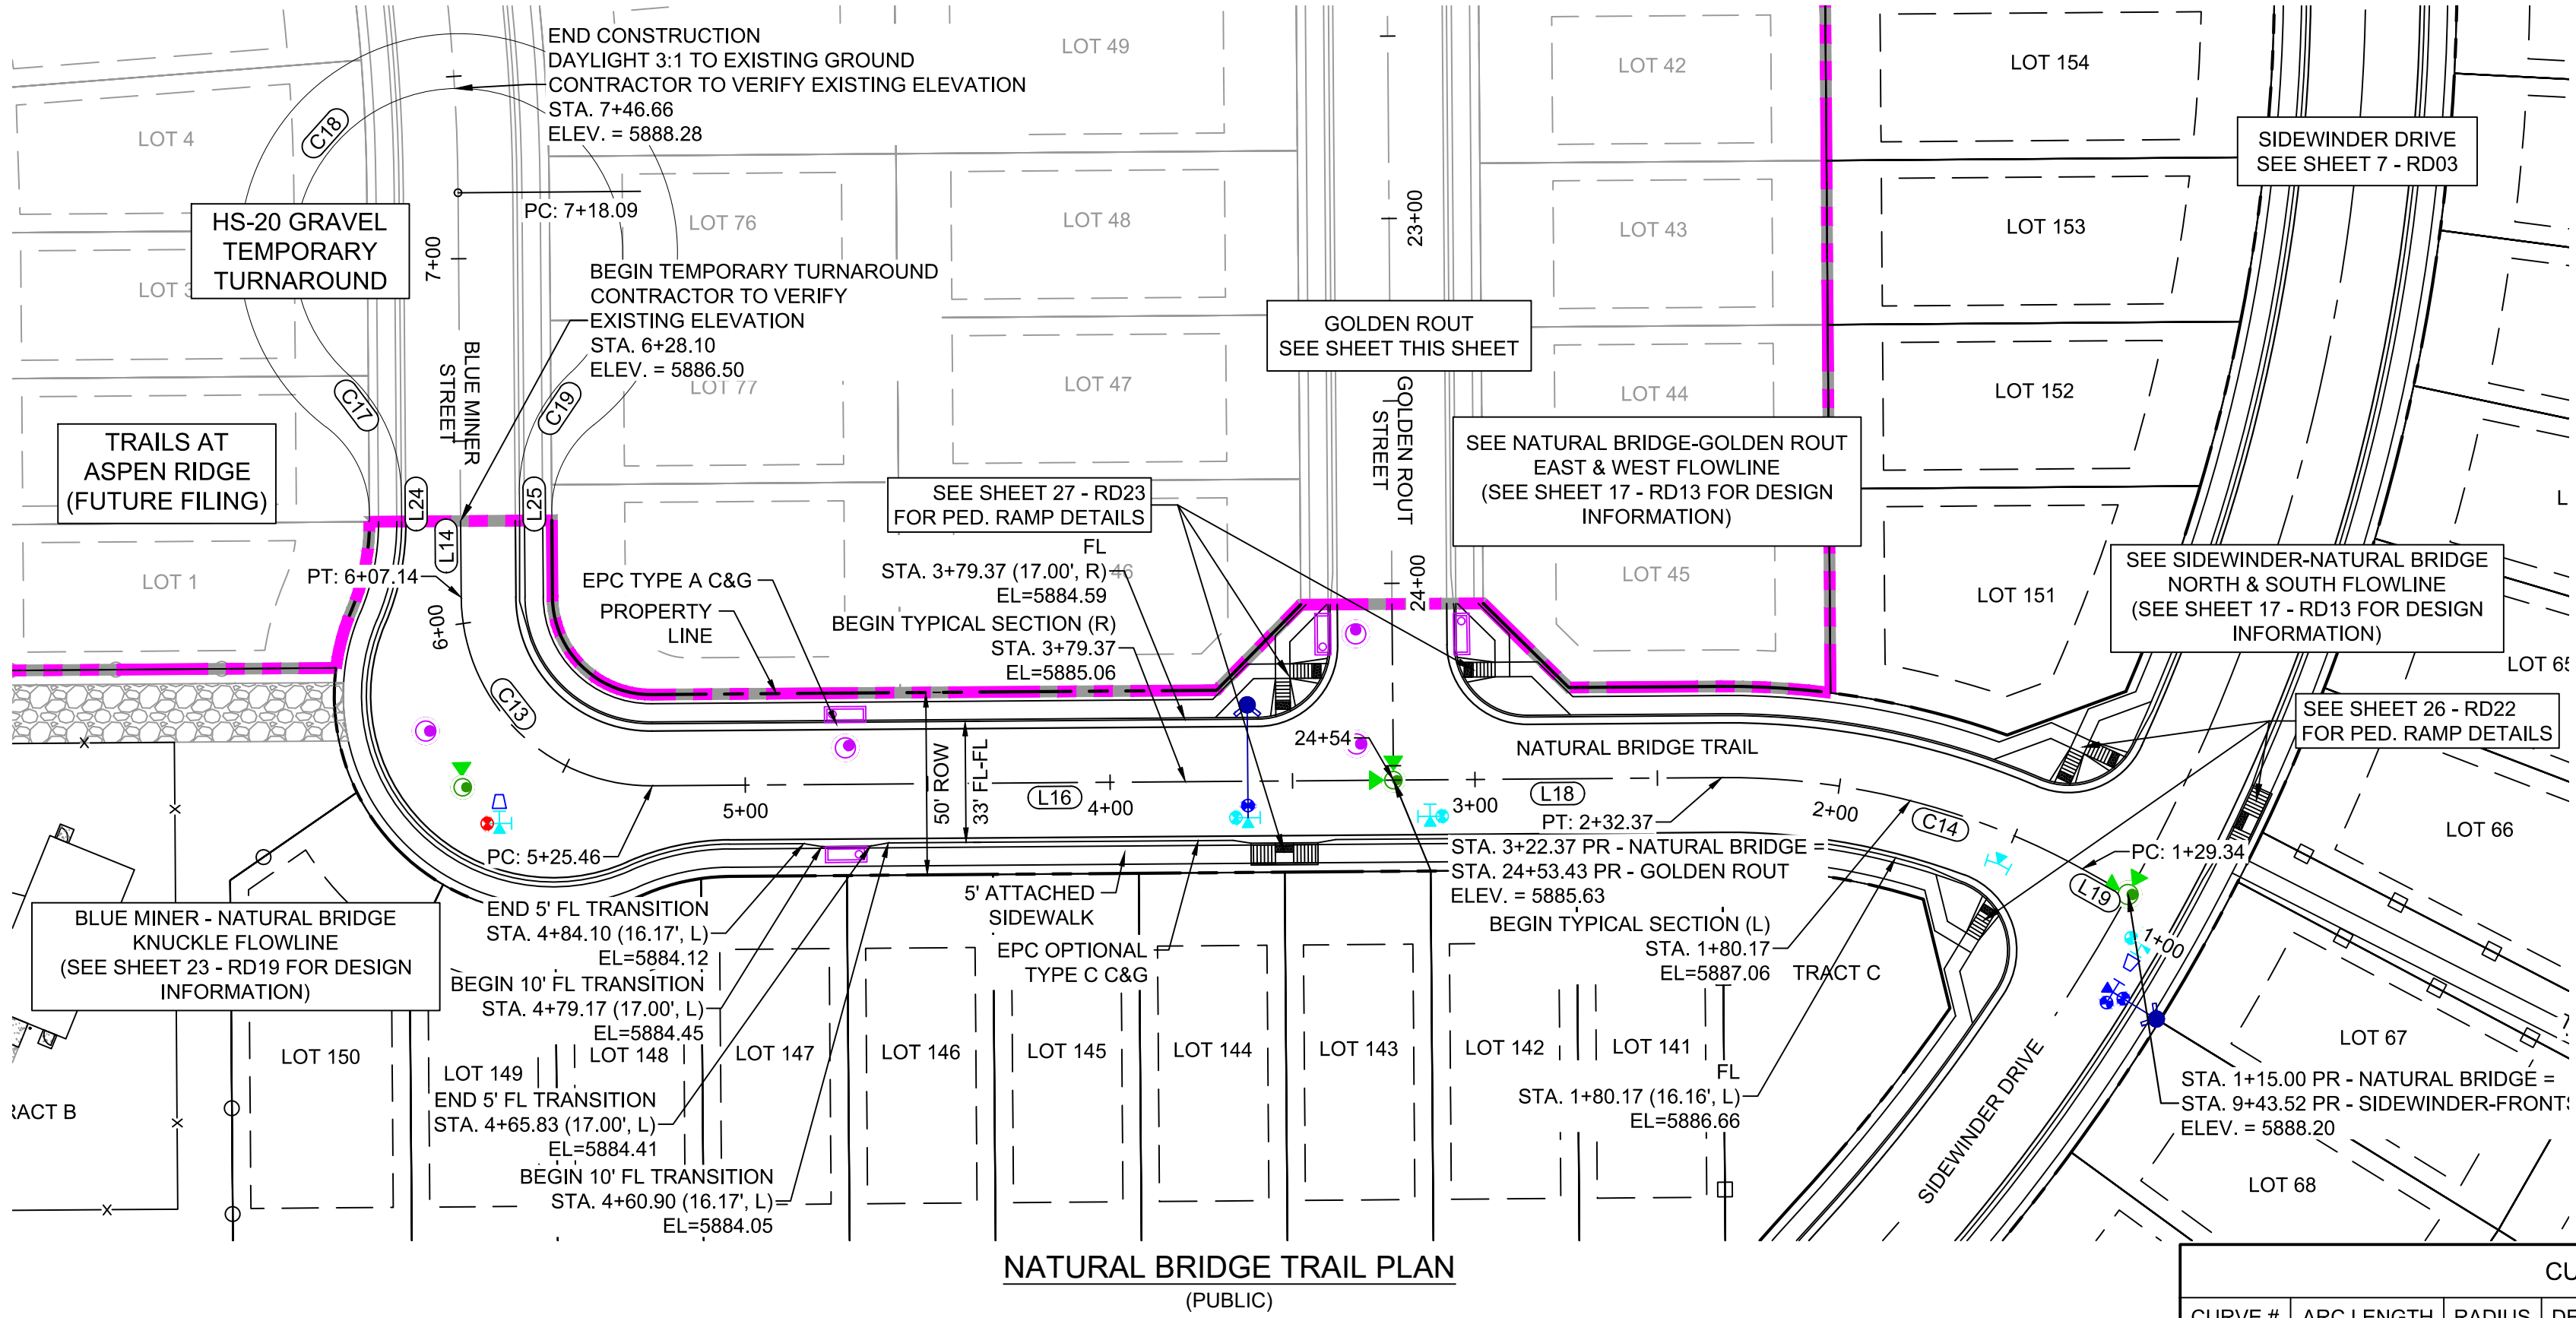 END CONSTRUCTION
DAYLIGHT 3:1 TO EXISTING GROUND
CONTRACTOR TO VERIFY EXISTING ELEVATION
STA. 7+46.66
ELEV. = 5888.28
LOT 49
LOT 42
LOT 154
LOT 4
C18
SIDEWINDER DRIVE
SEE SHEET 7 - RD03
HS-20 GRAVEL
TEMPORARY
TURNAROUND
PC: 7+18.09
LOT 76
LOT 48
23+00
LOT 43
LOT 153
7+00
LOT 3
BEGIN TEMPORARY TURNAROUND
CONTRACTOR TO VERIFY
EXISTING ELEVATION
STA. 6+28.10
ELEV. = 5886.50
GOLDEN ROUT
SEE SHEET THIS SHEET
BLUE MINER
STREET
C17
C19
LOT 77
LOT 47
GOLDEN ROUT
STREET
LOT 44
LOT 152
TRAILS AT
ASPEN RIDGE
(FUTURE FILING)
L24
L14
L25
SEE SHEET 27 - RD23
FOR PED. RAMP DETAILS
SEE NATURAL BRIDGE-GOLDEN ROUT
EAST & WEST FLOWLINE
(SEE SHEET 17 - RD13 FOR DESIGN
INFORMATION)
LOT 1
PT: 6+07.14
6+00
EPC TYPE A C&G
PROPERTY
LINE
FL
STA. 3+79.37 (17.00', R)
46
EL=5884.59
BEGIN TYPICAL SECTION (R)
STA. 3+79.37
EL=5885.06
24+00
LOT 45
LOT 151
SEE SIDEWINDER-NATURAL BRIDGE
NORTH & SOUTH FLOWLINE
(SEE SHEET 17 - RD13 FOR DESIGN
INFORMATION)
L
LOT 65
C13
SEE SHEET 26 - RD22
FOR PED. RAMP DETAILS
24+54
NATURAL BRIDGE TRAIL
50' ROW
33' FL-FL
5+00
L16
4+00
3+00
L18
PT: 2+32.37
2+00
C14
LOT 66
PC: 5+25.46
PC: 1+29.34
L19
1+00
STA. 3+22.37 PR - NATURAL BRIDGE =
STA. 24+53.43 PR - GOLDEN ROUT
ELEV. = 5885.63
5' ATTACHED
SIDEWALK
EPC OPTIONAL
TYPE C C&G
BEGIN TYPICAL SECTION (L)
STA. 1+80.17
EL=5887.06
TRACT C
BLUE MINER - NATURAL BRIDGE
KNUCKLE FLOWLINE
(SEE SHEET 23 - RD19 FOR DESIGN
INFORMATION)
END 5' FL TRANSITION
STA. 4+84.10 (16.17', L)
EL=5884.12
BEGIN 10' FL TRANSITION
STA. 4+79.17 (17.00', L)
EL=5884.45
LOT 150
LOT 149
LOT 148
LOT 147
LOT 146
LOT 145
LOT 144
LOT 143
LOT 142
LOT 141
LOT 67
END 5' FL TRANSITION
STA. 4+65.83 (17.00', L)
EL=5884.41
BEGIN 10' FL TRANSITION
STA. 4+60.90 (16.17', L)
EL=5884.05
FL
STA. 1+80.17 (16.16', L)
EL=5886.66
SIDEWINDER DRIVE
STA. 1+15.00 PR - NATURAL BRIDGE =
STA. 9+43.52 PR - SIDEWINDER-FRONTS
ELEV. = 5888.20
RACT B
LOT 68
NATURAL BRIDGE TRAIL PLAN
(PUBLIC)
CU
CURVE # ARC LENGTH RADIUS DE